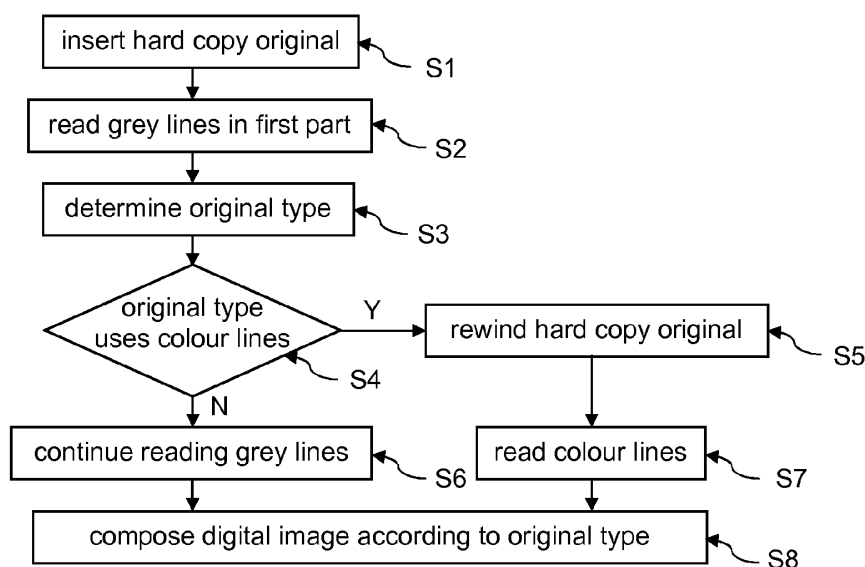 insert hard copy original
S1
read grey lines in first part
S2
determine original type
S3
original type
uses colour lines
Y
rewind hard copy original
S5
S4
N
continue reading grey lines
S6
read colour lines
S7
compose digital image according to original type
S8